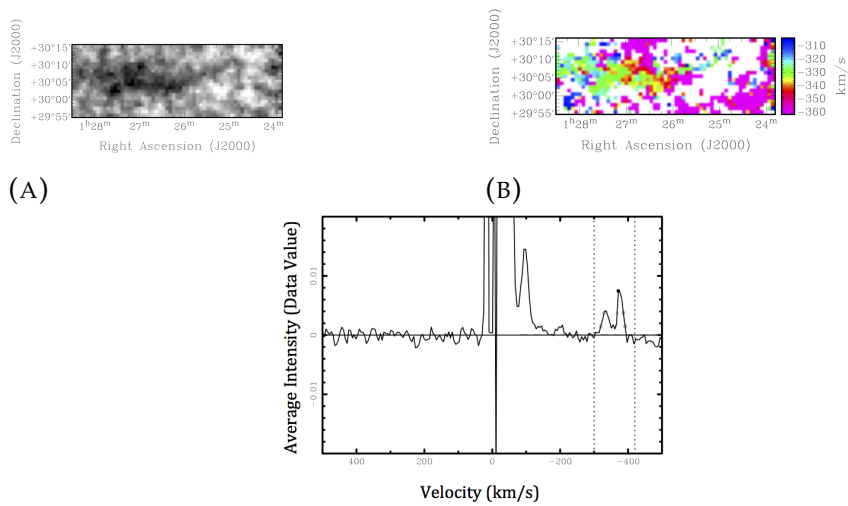 Declination (J2000)
+30°15'
+30°10'
+30°05'
+30°00'
+29°55'
1ʰ28ᵐ 27ᵐ 26ᵐ 25ᵐ 24ᵐ
Right Ascension (J2000)
Declination (J2000)
+30°15'
+30°10'
+30°05'
+30°00'
+29°55'
1ʰ28ᵐ 27ᵐ 26ᵐ 25ᵐ 24ᵐ
Right Ascension (J2000)
−310
−320
−330
−340
−350
−360
km/s
(A)
(B)
Average Intensity (Data Value)
0.01
0
−0.01
400 200 0 −200 −400
Velocity (km/s)